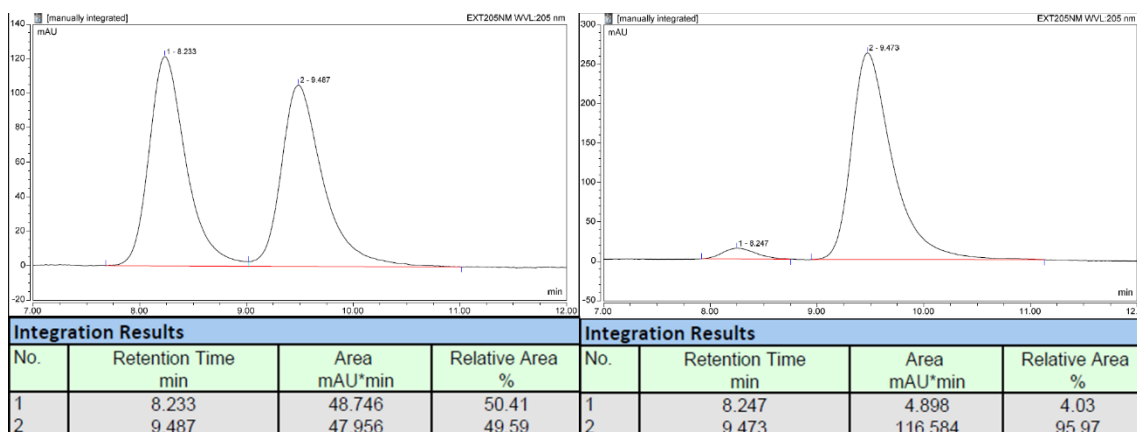 [manually integrated] EXT205NM WVL:205 nm
mAU
140
120
100
80
60
40
20
0
-20
1 - 8.233
2 - 9.487
min
7.00 8.00 9.00 10.00 11.00 12.00
Integration Results
No. Retention Time Area Relative Area
min mAU*min %
1 8.233 48.746 50.41
2 9.487 47.956 49.59
[manually integrated] EXT205NM WVL:205 nm
mAU
300
250
200
150
100
50
0
-50
2 - 9.473
1 - 8.247
min
7.00 8.00 9.00 10.00 11.00 12.
Integration Results
No. Retention Time Area Relative Area
min mAU*min %
1 8.247 4.898 4.03
2 9.473 116.584 95.97